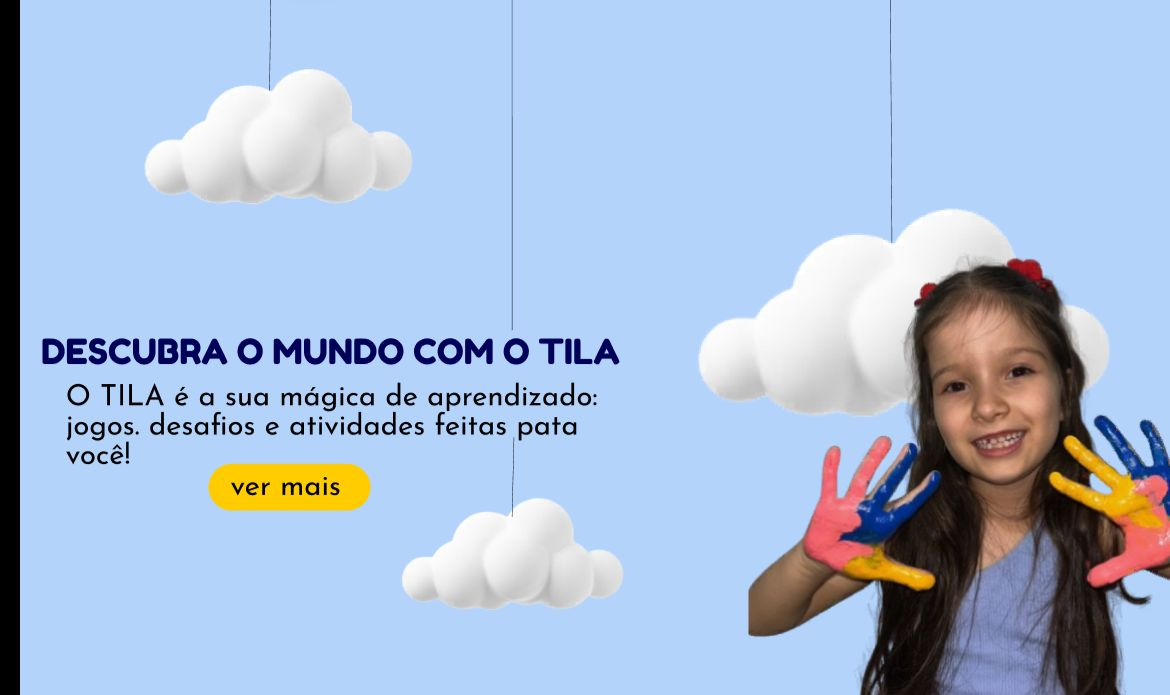 DESCUBRA O MUNDO COM O TILA
O TILA é a sua mágica de aprendizado:
jogos. desafios e atividades feitas pata
você!
ver mais